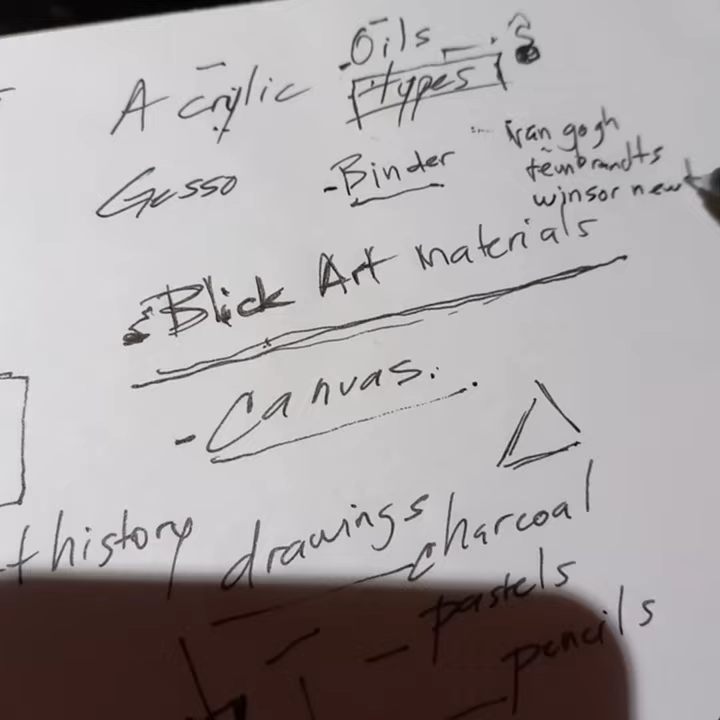 Oils
Acrylic types
Gesso - Binder van gogh
rembrandts
winsor newt
Blick Art materials
- Canvas.
t history drawings charcoal
- pastels
pencils